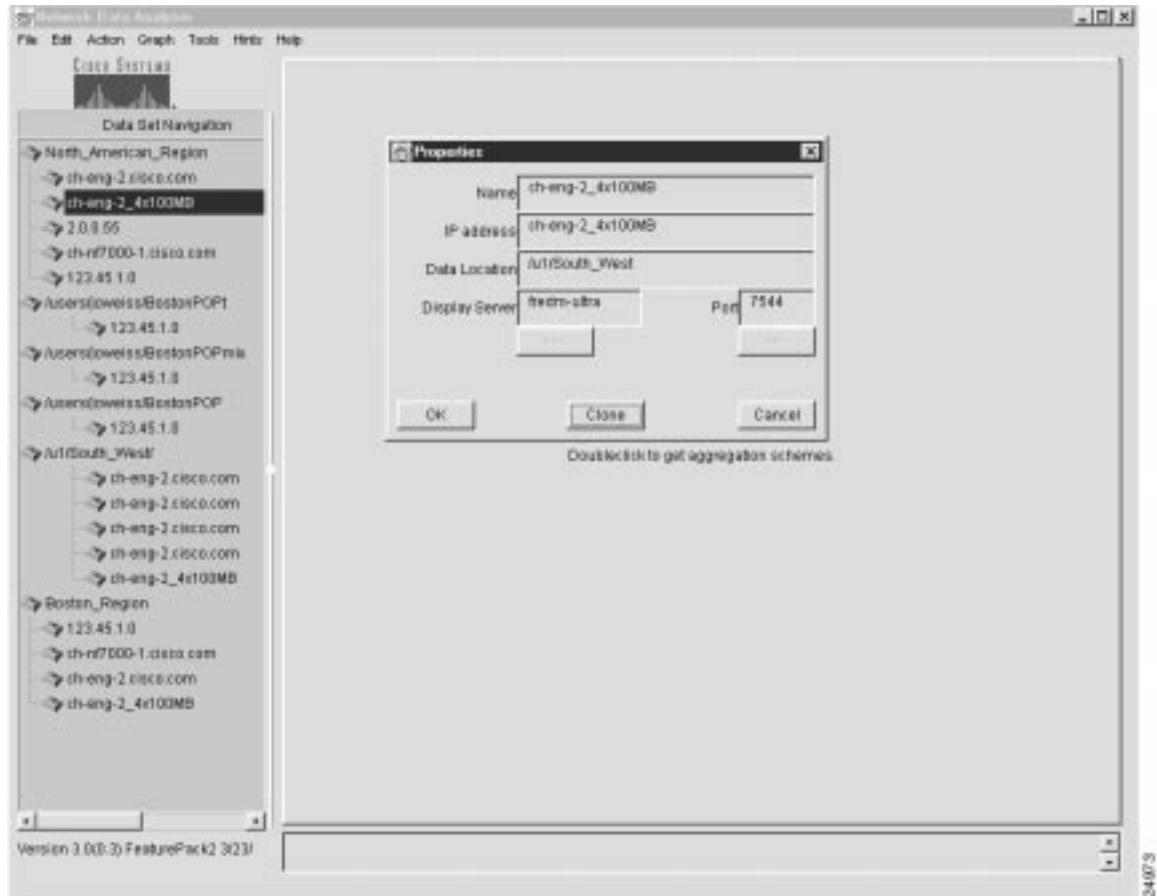 Network Data Analyzer
File Edit Action Graph Tools Hints Help
CISCO SYSTEMS
Data Set Navigation
North_American_Region
ch-eng-2.cisco.com
ch-eng-2_4x100MB
2.0.0.55
ch-nf7000-1.cisco.com
123.45.1.0
/users/joweiss/BostonPOPt
123.45.1.0
/users/joweiss/BostonPOPmix
123.45.1.0
/users/joweiss/BostonPOP
123.45.1.0
/u1/South_West/
ch-eng-2.cisco.com
ch-eng-2.cisco.com
ch-eng-2.cisco.com
ch-eng-2.cisco.com
ch-eng-2_4x100MB
Boston_Region
123.45.1.0
ch-nf7000-1.cisco.com
ch-eng-2.cisco.com
ch-eng-2_4x100MB
Version 3.0(0.3) FeaturePack2 3/23/
Properties
Name ch-eng-2_4x100MB
IP address ch-eng-2_4x100MB
Data Location /u1/South_West
Display Server fredm-ultra Port 7544
... ...
OK Clone Cancel
Doubleclick to get aggregation schemes.
24973